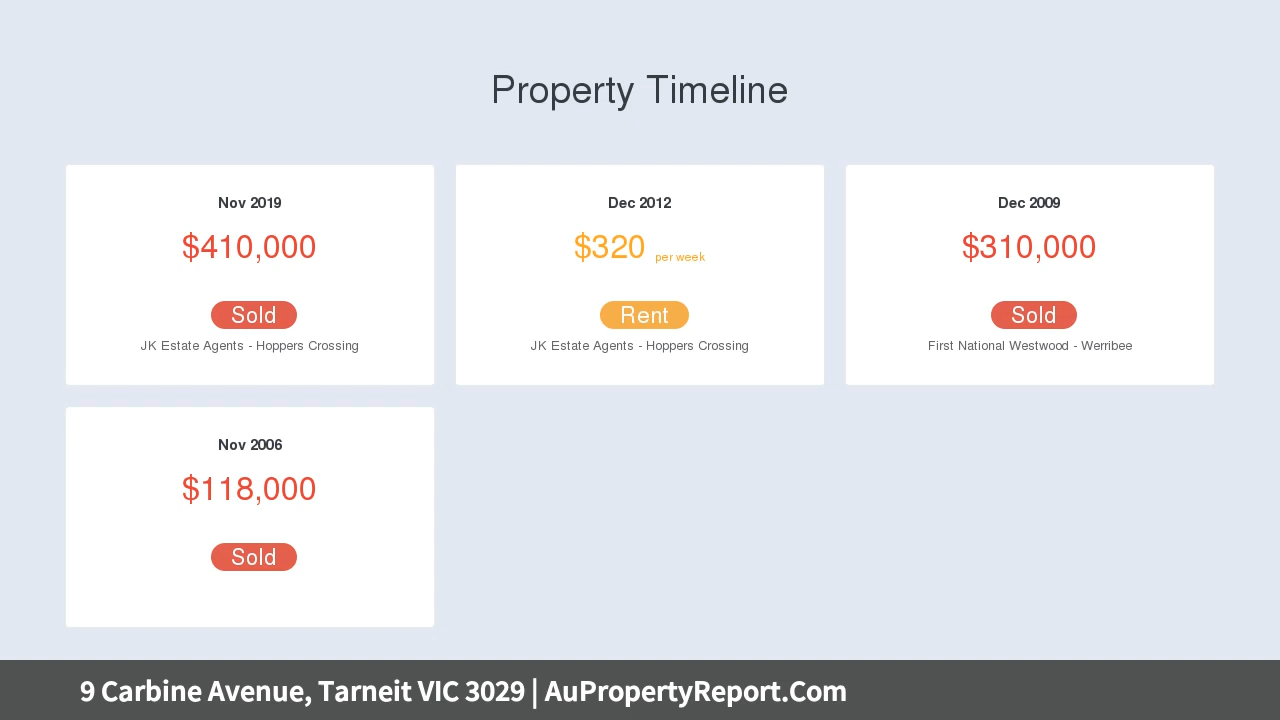 Property Timeline
Nov 2019
$410,000
Sold
JK Estate Agents - Hoppers Crossing
Dec 2012
$320 per week
Rent
JK Estate Agents - Hoppers Crossing
Dec 2009
$310,000
Sold
First National Westwood - Werribee
Nov 2006
$118,000
Sold
9 Carbine Avenue, Tarneit VIC 3029 | AuPropertyReport.Com